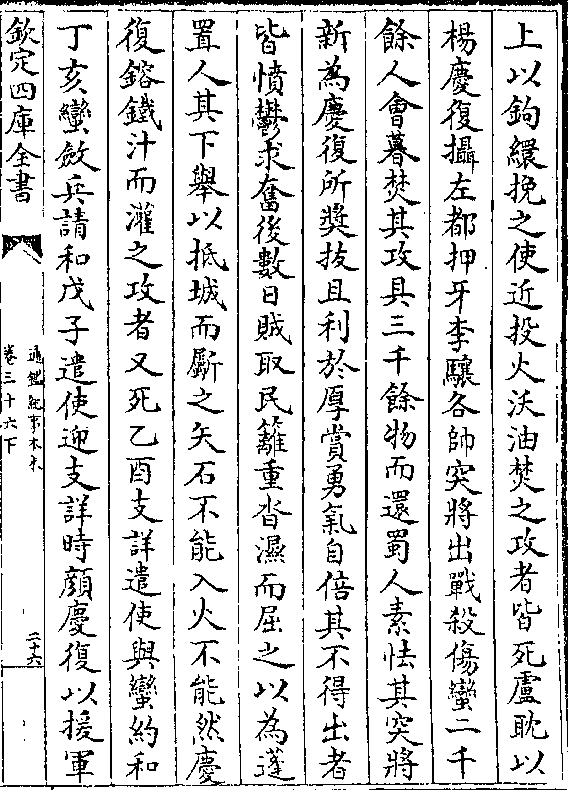 上以鉤繯挽之使近投火沃油焚之攻者皆死盧耽以
楊慶復攝左都押牙李驤各帥突將出戰殺傷蠻二千
餘人會暮焚其攻具三千餘物而還蜀人素怯其突將
新為慶復所奬拔且利於厚賞勇氣自倍其不得出者
皆憤鬱求奮後數日賊取民籬重沓濕而屈之以為蓬
置人其下舉以抵城而斸之矢石不能入火不能然慶
復鎔鐵汁而灌之攻者又死乙酉支詳遣使與蠻約和
丁亥蠻斂兵請和戊子遣使迎支詳時顔慶復以援軍
欽定四庫全書
通鑑紀事本末
卷三十六下
二十六